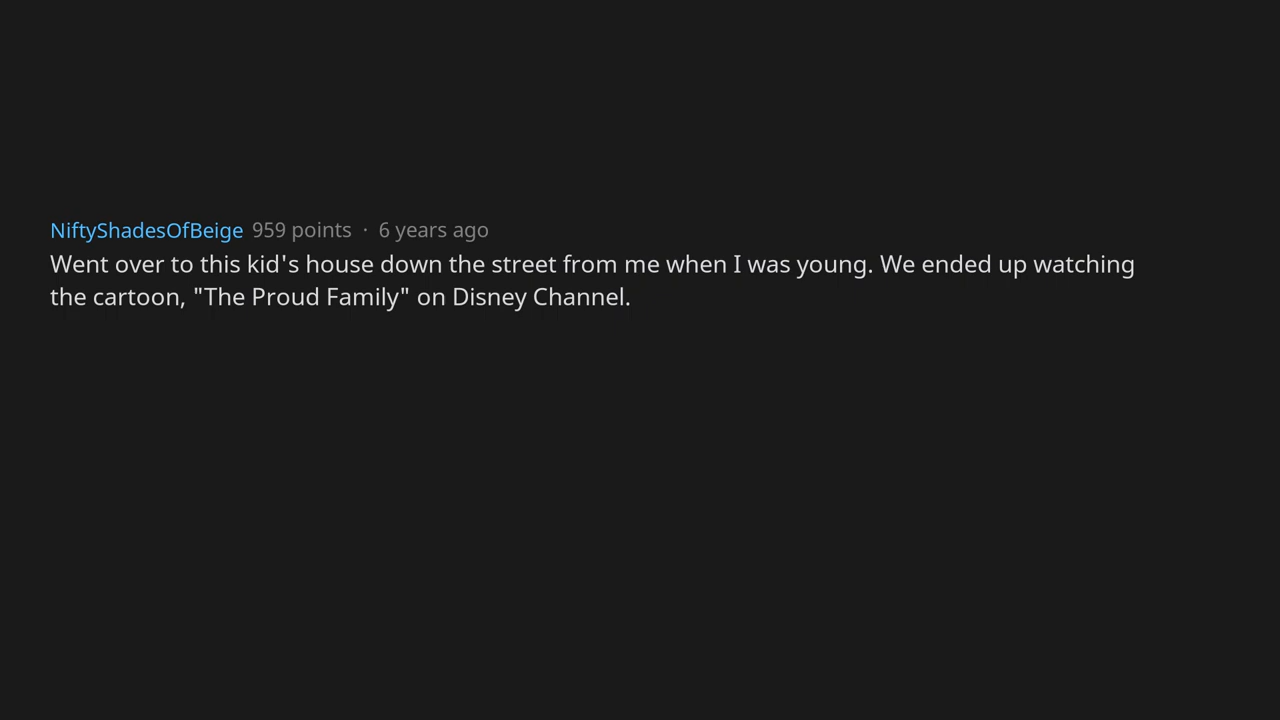 NiftyShadesOfBeige 959 points · 6 years ago
Went over to this kid's house down the street from me when I was young. We ended up watching
the cartoon, "The Proud Family" on Disney Channel.